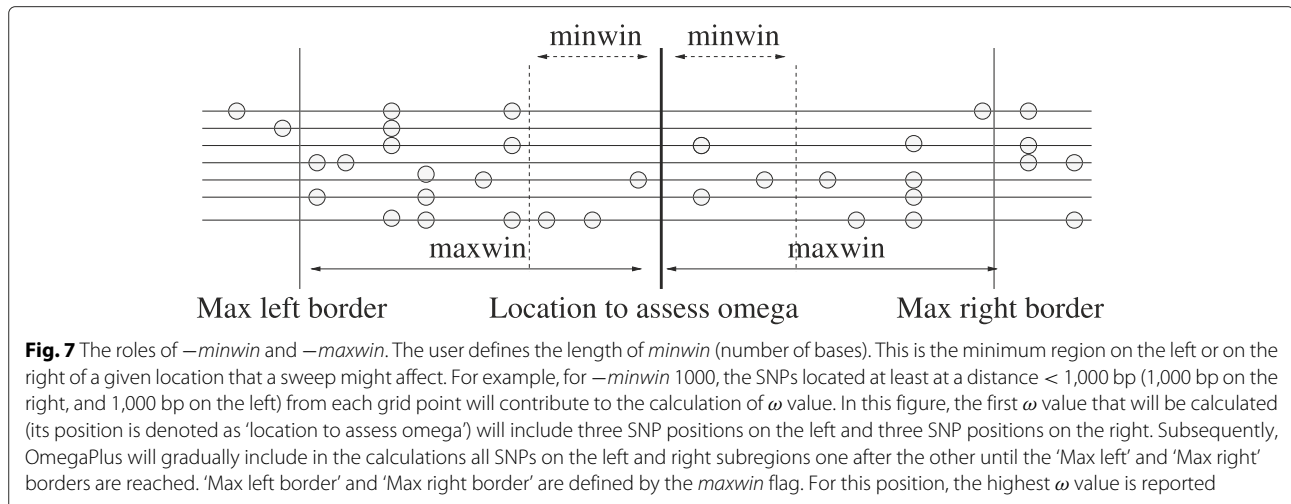 minwin minwin
maxwin maxwin
Max left border Location to assess omega Max right border
Fig. 7 The roles of −minwin and −maxwin. The user defines the length of minwin (number of bases). This is the minimum region on the left or on the
right of a given location that a sweep might affect. For example, for −minwin 1000, the SNPs located at least at a distance < 1,000 bp (1,000 bp on the
right, and 1,000 bp on the left) from each grid point will contribute to the calculation of ω value. In this figure, the first ω value that will be calculated
(its position is denoted as ‘location to assess omega’) will include three SNP positions on the left and three SNP positions on the right. Subsequently,
OmegaPlus will gradually include in the calculations all SNPs on the left and right subregions one after the other until the ‘Max left’ and ‘Max right’
borders are reached. ‘Max left border’ and ‘Max right border’ are defined by the maxwin flag. For this position, the highest ω value is reported